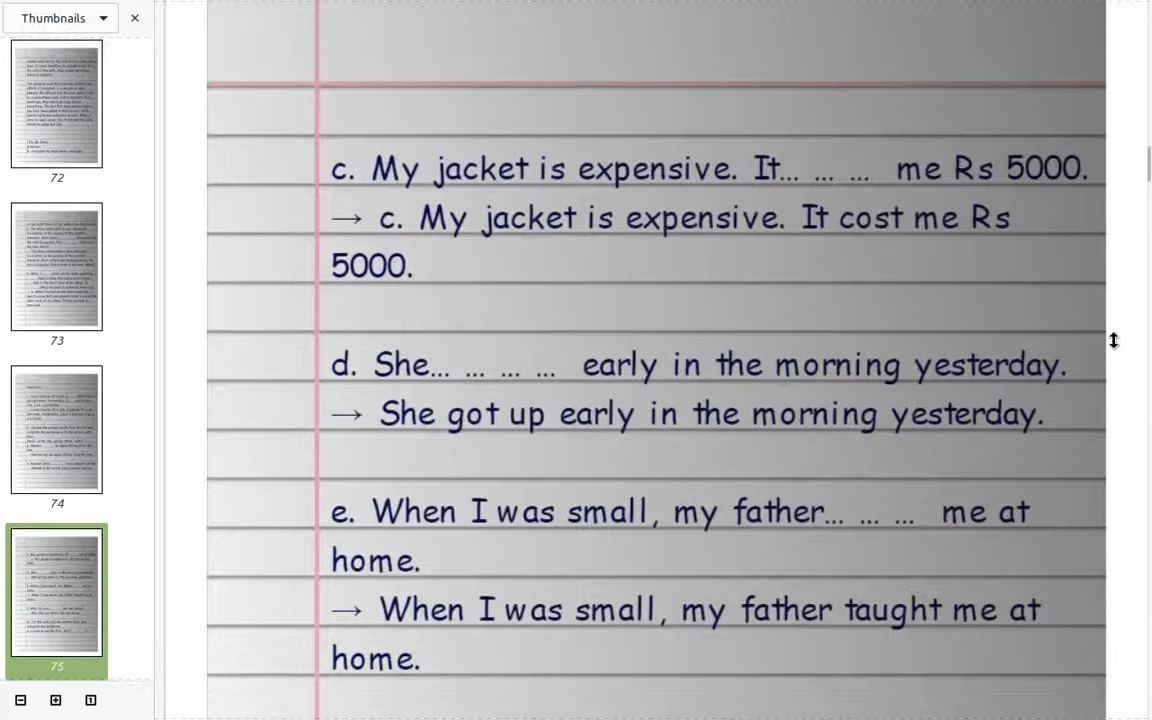 Thumbnails
72
73
74
75
c. My jacket is expensive. It... ... ... me Rs 5000.
→ c. My jacket is expensive. It cost me Rs
5000.
d. She... ... ... ... early in the morning yesterday.
→ She got up early in the morning yesterday.
e. When I was small, my father... ... ... me at
home.
→ When I was small, my father taught me at
home.